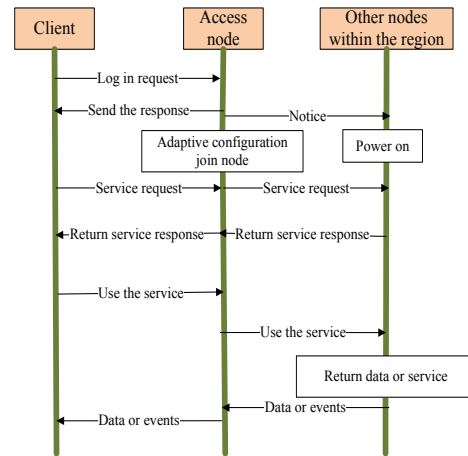 Client
Access
node
Other nodes
within the region
Log in request
Send the response
Notice
Adaptive configuration
join node
Power on
Service request
Service request
Return service response
Return service response
Use the service
Use the service
Return data or service
Data or events
Data or events